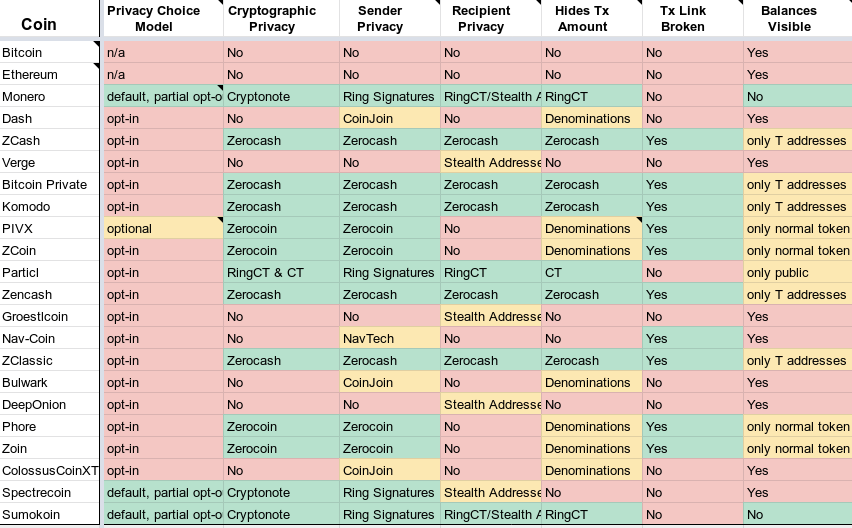 Coin Privacy Choice Model Cryptographic Privacy Sender Privacy Recipient Privacy Hides Tx Amount Tx Link Broken Balances Visible
Bitcoin n/a No No No No No Yes
Ethereum n/a No No No No No Yes
Monero default, partial opt-o Cryptonote Ring Signatures RingCT/Stealth A RingCT No No
Dash opt-in No CoinJoin No Denominations No Yes
ZCash opt-in Zerocash Zerocash Zerocash Zerocash Yes only T addresses
Verge opt-in No No Stealth Addresse No No Yes
Bitcoin Private opt-in Zerocash Zerocash Zerocash Zerocash Yes only T addresses
Komodo opt-in Zerocash Zerocash Zerocash Zerocash Yes only T addresses
PIVX optional Zerocoin Zerocoin No Denominations Yes only normal token
ZCoin opt-in Zerocoin Zerocoin No Denominations Yes only normal token
Particl opt-in RingCT & CT Ring Signatures RingCT CT No only public
Zencash opt-in Zerocash Zerocash Zerocash Zerocash Yes only T addresses
Groestlcoin opt-in No No Stealth Addresse No No Yes
Nav-Coin opt-in No NavTech No No Yes Yes
ZClassic opt-in Zerocash Zerocash Zerocash Zerocash Yes only T addresses
Bulwark opt-in No CoinJoin No Denominations No Yes
DeepOnion opt-in No No Stealth Addresse No No Yes
Phore opt-in Zerocoin Zerocoin No Denominations Yes only normal token
Zoin opt-in Zerocoin Zerocoin No Denominations Yes only normal token
ColossusCoinXT opt-in No CoinJoin No Denominations No Yes
Spectrecoin default, partial opt-o Cryptonote Ring Signatures Stealth Addresse No No Yes
Sumokoin default, partial opt-o Cryptonote Ring Signatures RingCT/Stealth A RingCT No No